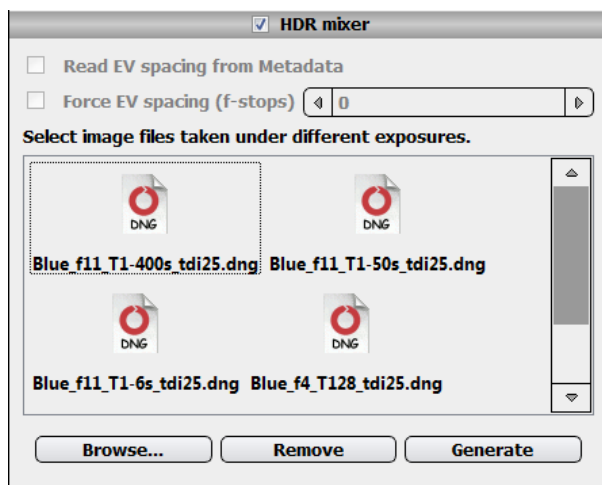 HDR mixer
Read EV spacing from Metadata
Force EV spacing (f-stops) 0
Select image files taken under different exposures.
DNG DNG
Blue_f11_T1-400s_tdi25.dng Blue_f11_T1-50s_tdi25.dng
DNG DNG
Blue_f11_T1-6s_tdi25.dng Blue_f4_T128_tdi25.dng
Browse... Remove Generate